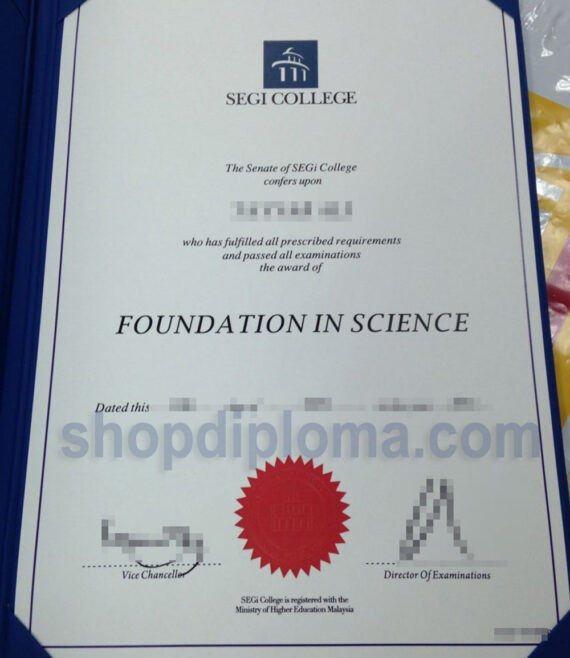 SEGI COLLEGE
The Senate of SEGi College
confers upon
who has fulfilled all prescribed requirements
and passed all examinations
the award of
FOUNDATION IN SCIENCE
Dated this
shopdiploma.com
Vice Chancellor
Director Of Examinations
SEGi College is registered with the
Ministry of Higher Education Malaysia